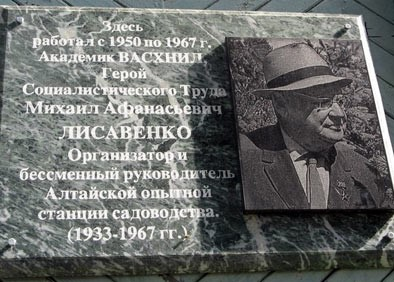 Здесь
работал с 1950 по 1967 г.
Академик ВАСХНИЛ
Герой
Социалистического Труда
Михаил Афанасьевич
ЛИСАВЕНКО
Организатор и
бессменный руководитель
Алтайской опытной
станции садоводства.
(1933-1967 гг.)